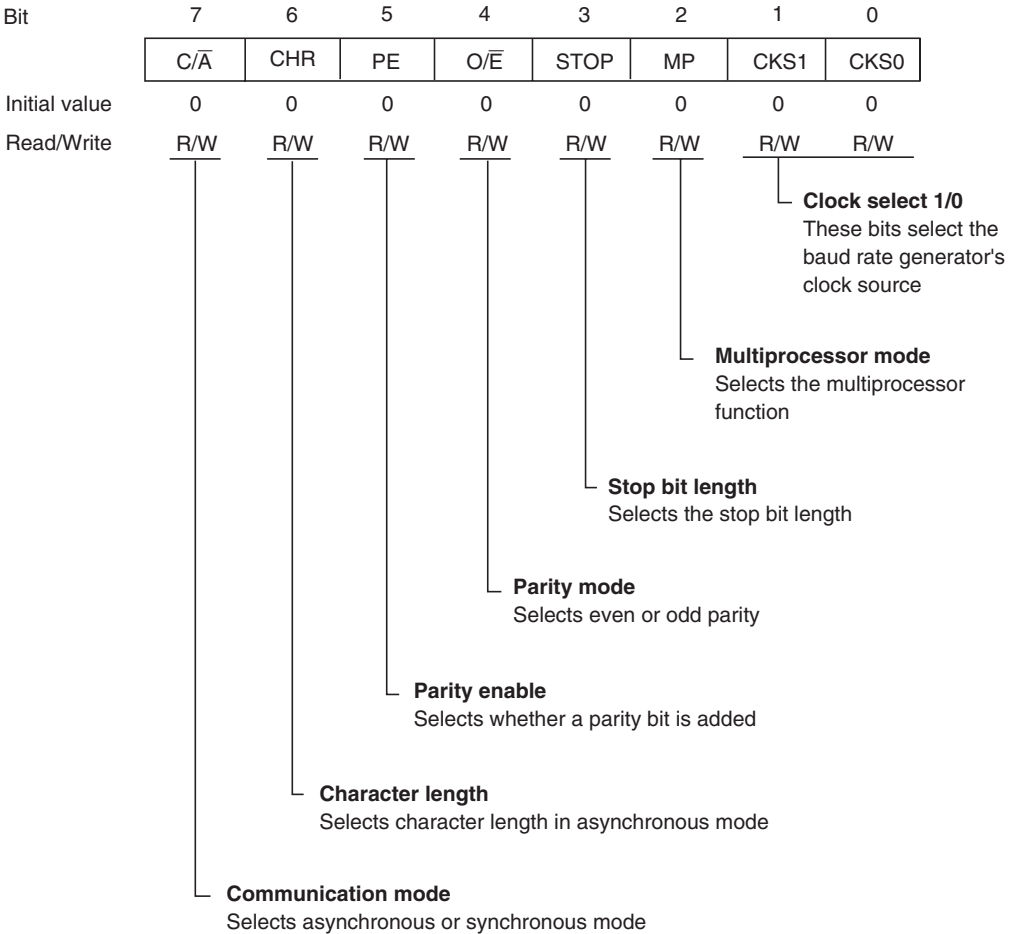 Bit 7 6 5 4 3 2 1 0
C/A̅ CHR PE O/E̅ STOP MP CKS1 CKS0
Initial value 0 0 0 0 0 0 0 0
Read/Write R/W R/W R/W R/W R/W R/W R/W R/W
Clock select 1/0
These bits select the
baud rate generator's
clock source
Multiprocessor mode
Selects the multiprocessor
function
Stop bit length
Selects the stop bit length
Parity mode
Selects even or odd parity
Parity enable
Selects whether a parity bit is added
Character length
Selects character length in asynchronous mode
Communication mode
Selects asynchronous or synchronous mode